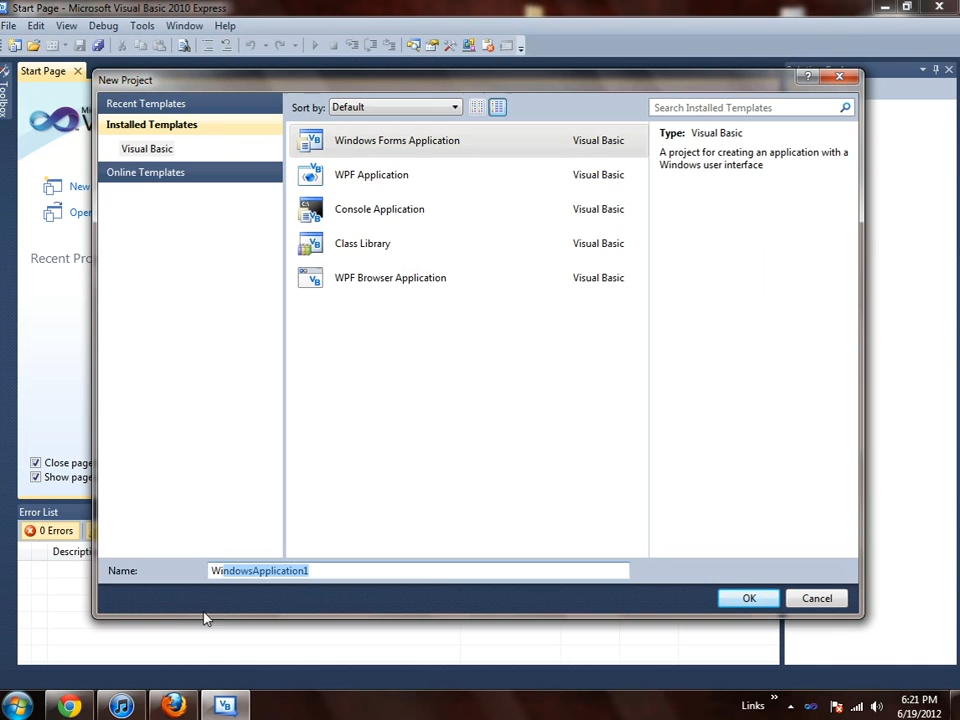 Start Page - Microsoft Visual Basic 2010 Express
File Edit View Debug Tools Window Help
Start Page
Toolbox
New Project
Recent Templates
Installed Templates
Visual Basic
Online Templates
Sort by: Default
Search Installed Templates
Windows Forms Application Visual Basic
WPF Application Visual Basic
Console Application Visual Basic
Class Library Visual Basic
WPF Browser Application Visual Basic
Type: Visual Basic
A project for creating an application with a
Windows user interface
New
Open
Recent Pro
Close page
Show page
Error List
0 Errors
Descripti
Name: WindowsApplication1
OK Cancel
Links
6:21 PM
6/19/2012